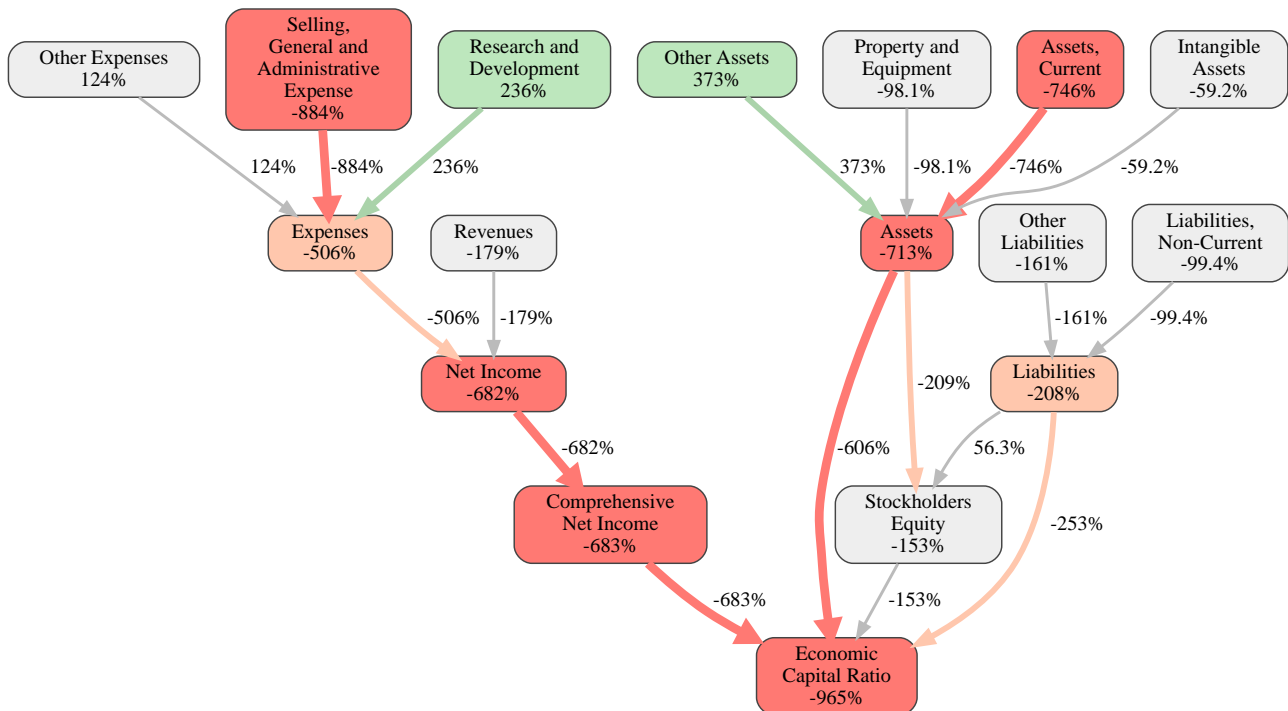 Other Expenses
124%
Selling,
General and
Administrative
Expense
-884%
Research and
Development
236%
Other Assets
373%
Property and
Equipment
-98.1%
Assets,
Current
-746%
Intangible
Assets
-59.2%
124%
-884%
236%
373%
-98.1%
-746%
-59.2%
Expenses
-506%
Revenues
-179%
Assets
-713%
Other
Liabilities
-161%
Liabilities,
Non-Current
-99.4%
-506%
-179%
-161%
-99.4%
Net Income
-682%
-209%
Liabilities
-208%
-682%
-606%
56.3%
Comprehensive
Net Income
-683%
Stockholders
Equity
-153%
-253%
-683%
-153%
Economic
Capital Ratio
-965%